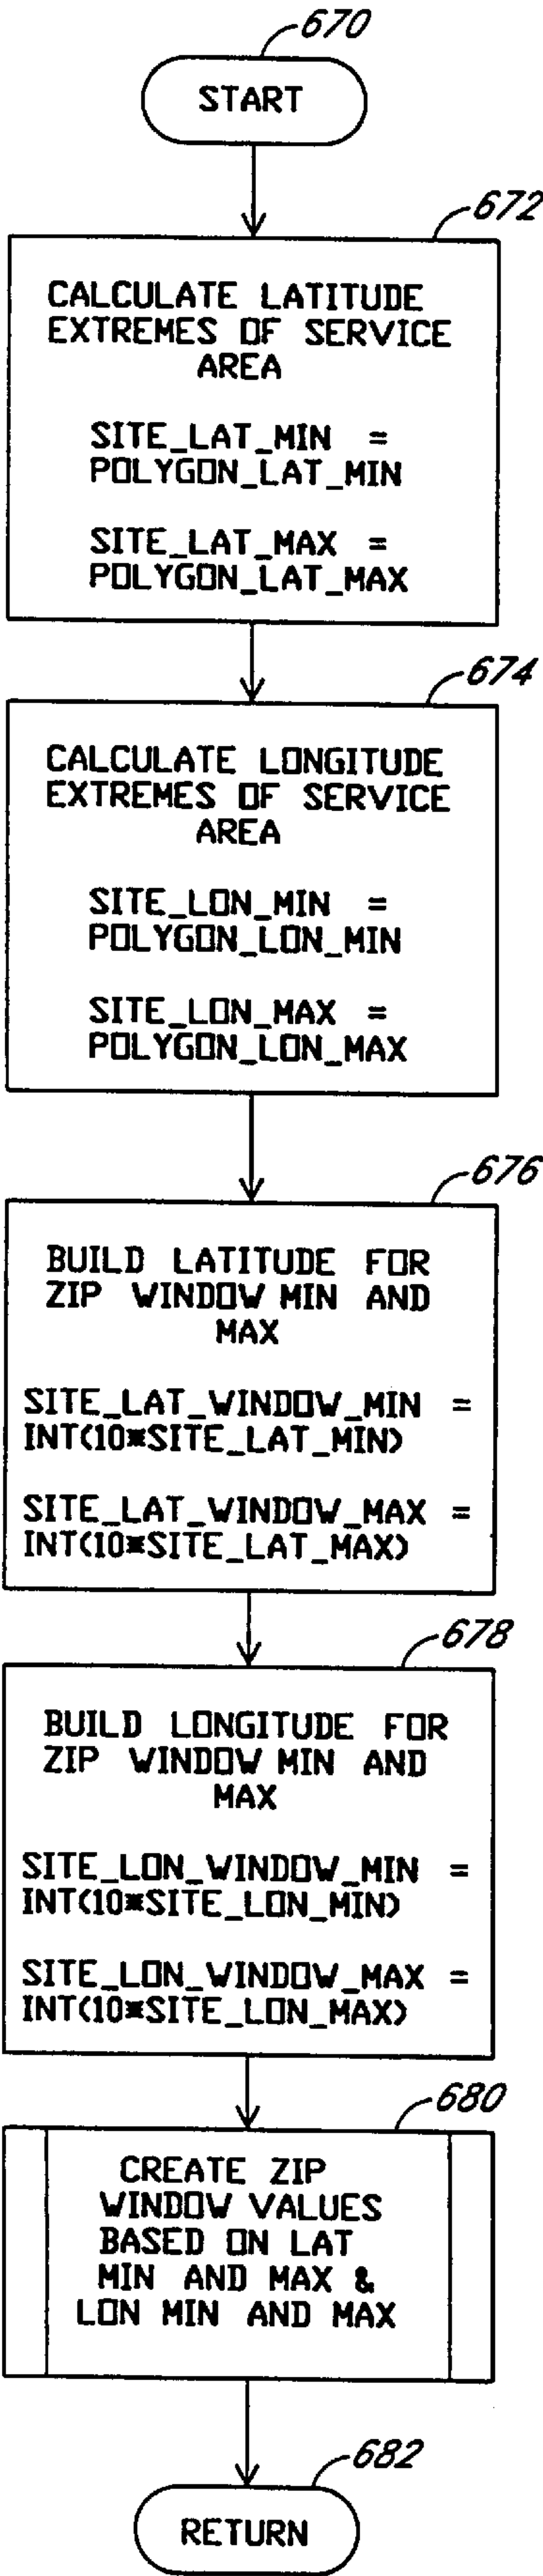 670
START
672
CALCULATE LATITUDE
EXTREMES OF SERVICE
AREA
SITE_LAT_MIN =
POLYGON_LAT_MIN
SITE_LAT_MAX =
POLYGON_LAT_MAX
674
CALCULATE LONGITUDE
EXTREMES OF SERVICE
AREA
SITE_LON_MIN =
POLYGON_LON_MIN
SITE_LON_MAX =
POLYGON_LON_MAX
676
BUILD LATITUDE FOR
ZIP WINDOW MIN AND
MAX
SITE_LAT_WINDOW_MIN =
INT(10*SITE_LAT_MIN)
SITE_LAT_WINDOW_MAX =
INT(10*SITE_LAT_MAX)
678
BUILD LONGITUDE FOR
ZIP WINDOW MIN AND
MAX
SITE_LON_WINDOW_MIN =
INT(10*SITE_LON_MIN)
SITE_LON_WINDOW_MAX =
INT(10*SITE_LON_MAX)
680
CREATE ZIP
WINDOW VALUES
BASED ON LAT
MIN AND MAX &
LON MIN AND MAX
682
RETURN